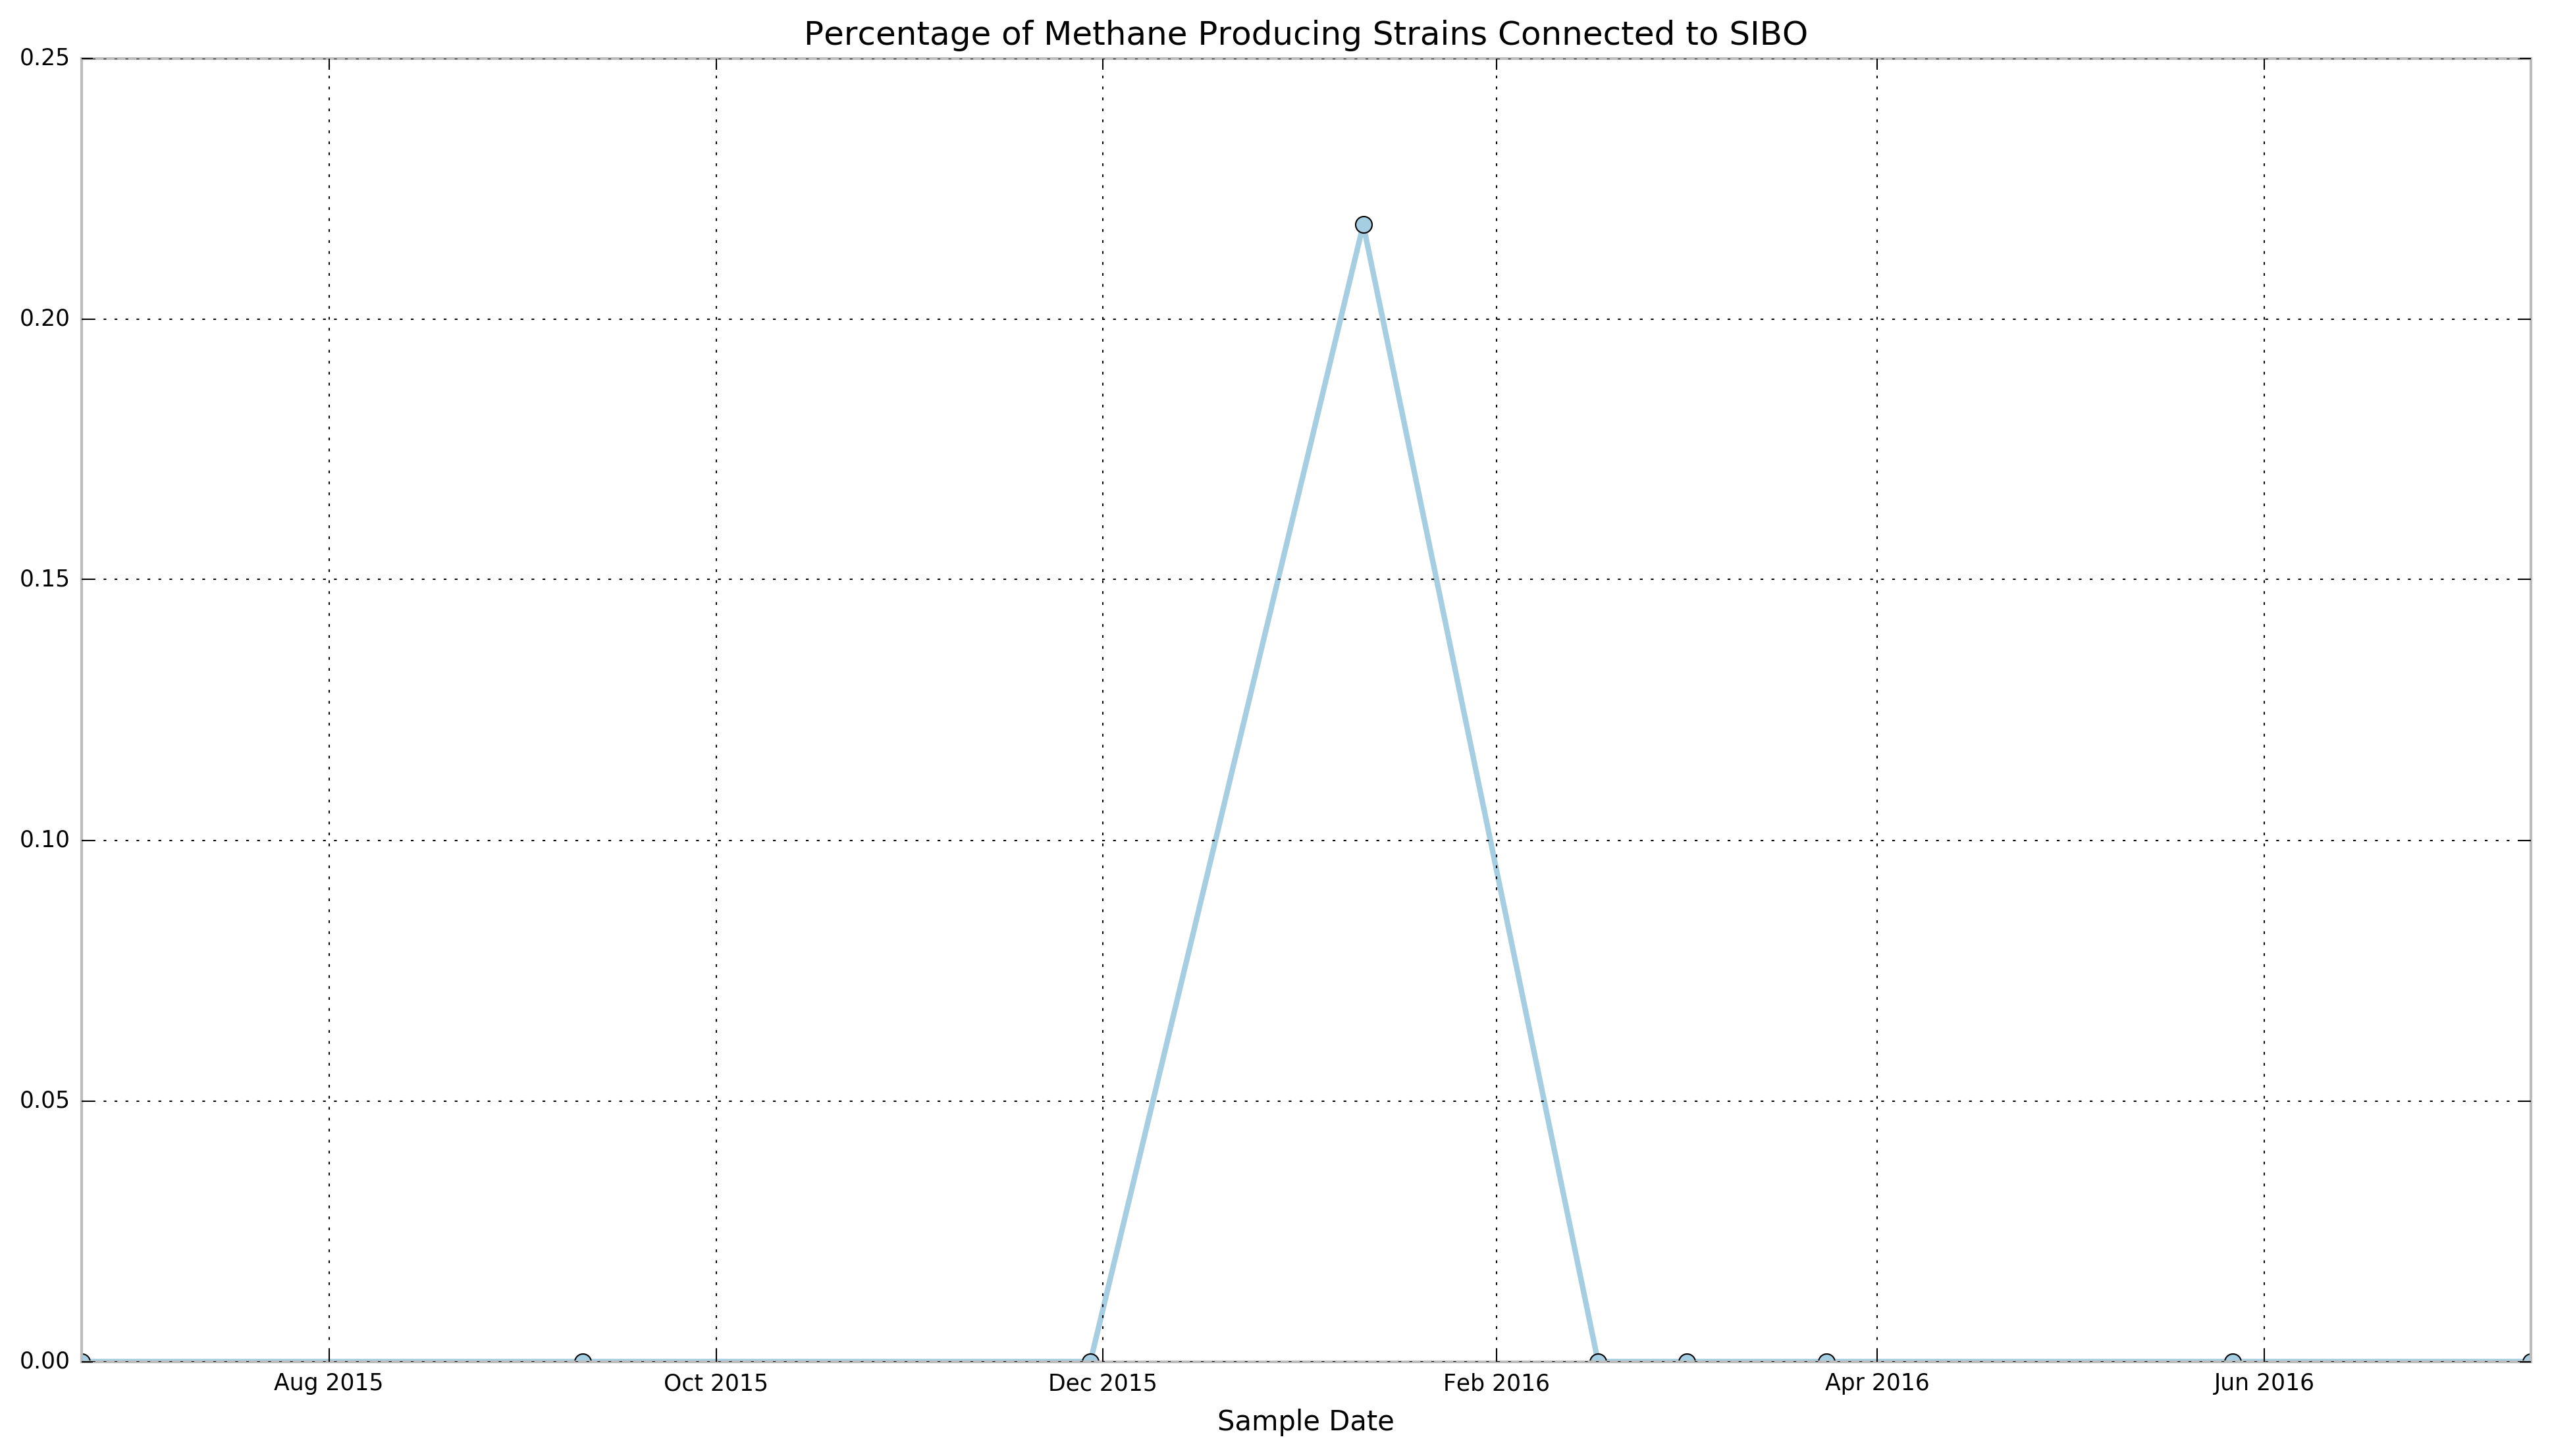 Percentage of Methane Producing Strains Connected to SIBO
0.25
0.20
0.15
0.10
0.05
0.00
Aug 2015 Oct 2015 Dec 2015 Feb 2016 Apr 2016 Jun 2016
Sample Date